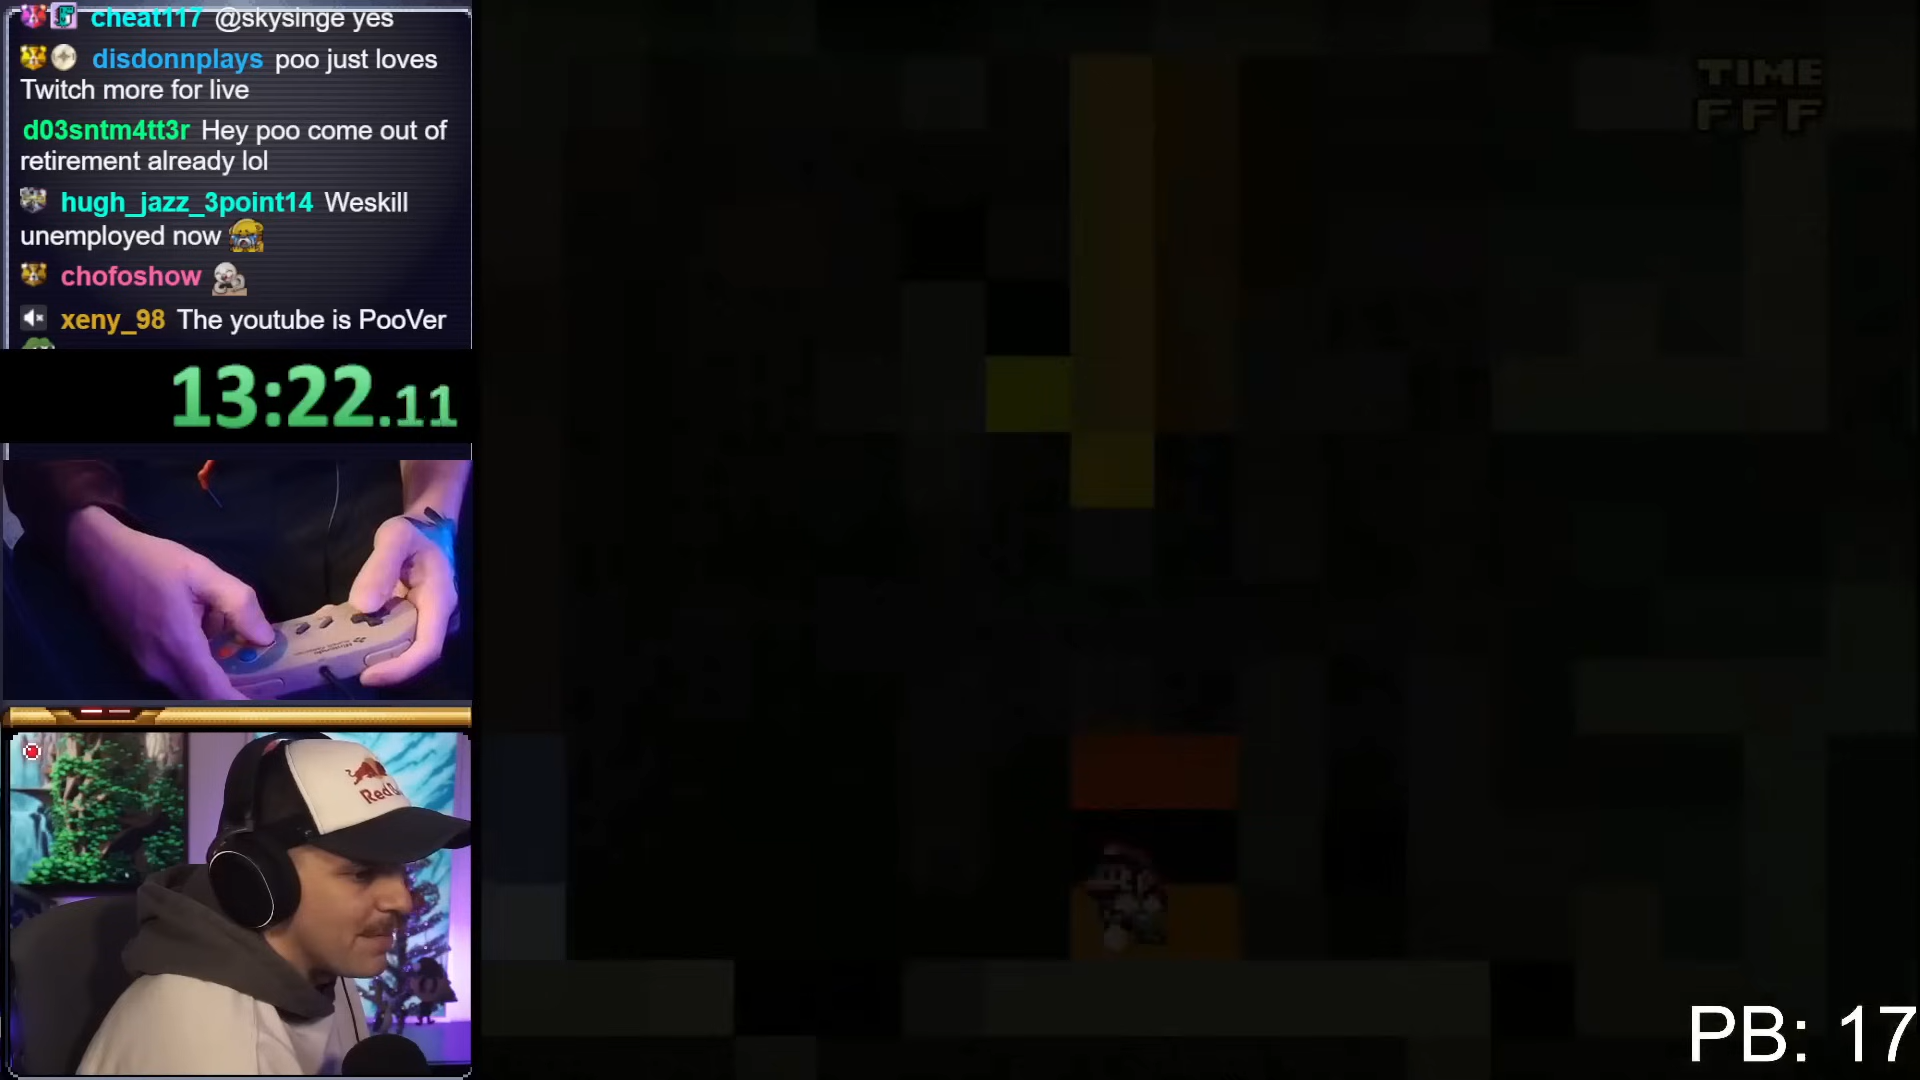 cheat117 @skysinge yes
disdonnplays poo just loves
Twitch more for live
d03sntm4tt3r Hey poo come out of
retirement already lol
hugh_jazz_3point14 Weskill
unemployed now
chofoshow
xeny_98 The youtube is PooVer
13:22.11
TIME
FFF
Red
PB: 17